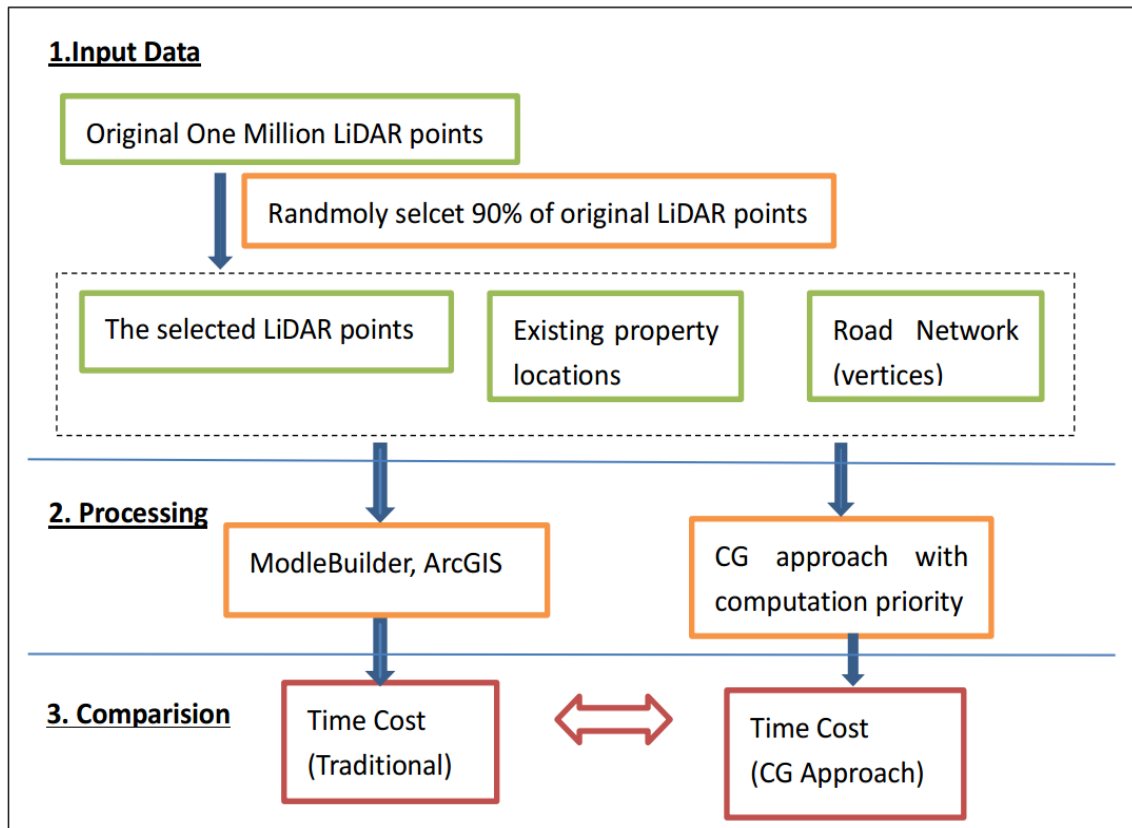 1.Input Data
Original One Million LiDAR points
Randmoly selcet 90% of original LiDAR points
The selected LiDAR points
Existing property
locations
Road Network
(vertices)
2. Processing
ModleBuilder, ArcGIS
CG approach with
computation priority
3. Comparision
Time Cost
(Traditional)
Time Cost
(CG Approach)